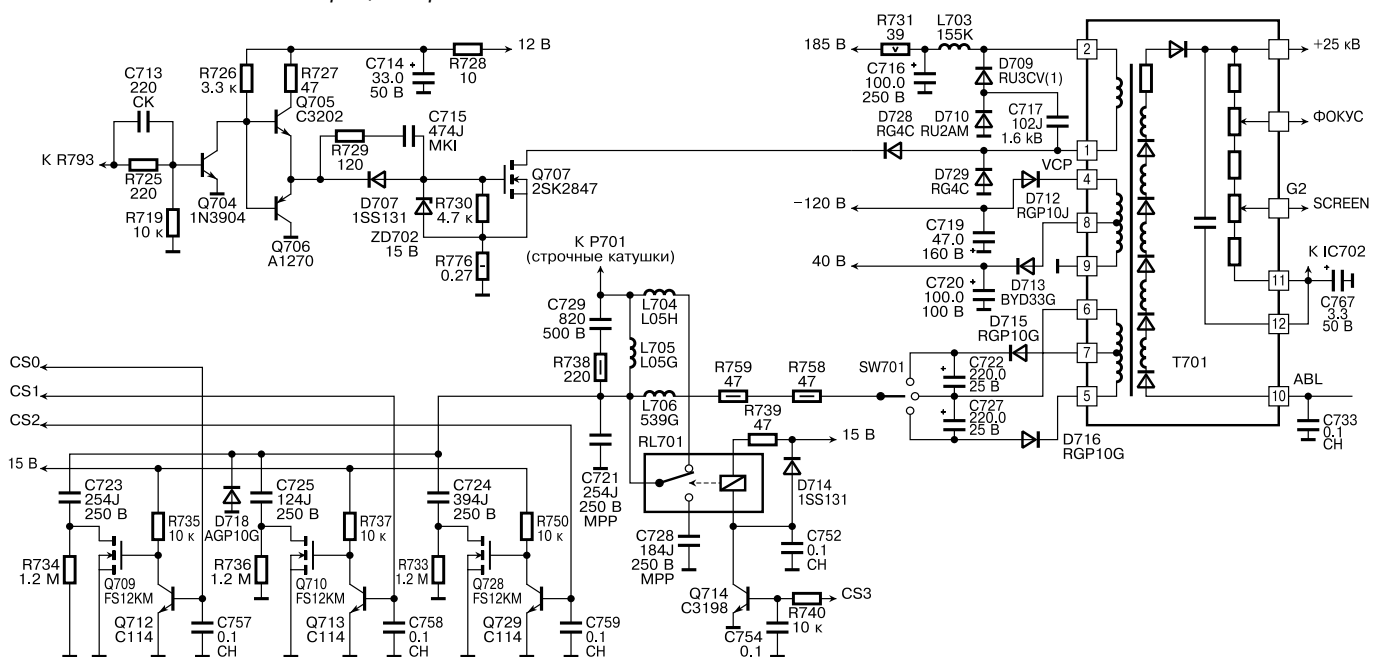 12 В
R728
10
C714
33.0
50 В
R726
3.3 к
R727
47
Q705
C3202
C713
220
CK
К R793
R725
220
R719
10 к
Q704
1N3904
Q706
A1270
R729
120
C715
474J
MKI
D707
1SS131
ZD702
15 В
R730
4.7 к
R776
0.27
Q707
2SK2847
185 В
R731
39
L703
155K
C716
100.0
250 В
D709
RU3CV(1)
D728
RG4C
D710
RU2AM
C717
102J
1.6 kВ
D729
RG4C
VCP
D712
RGP10J
−120 В
C719
47.0
160 В
40 В
C720
100.0
100 В
D713
BYD33G
D715
RGP10G
2
1
4
8
9
6
7
5
T701
+25 кВ
ФОКУС
G2
SCREEN
К IC702
11
C767
3.3
50 В
12
ABL
10
C733
0.1
CH
К P701
(строчные катушки)
C729
820
500 В
L704
L05H
L705
L05G
R738
220
L706
539G
R759
47
R758
47
SW701
C722
220.0
25 В
C727
220.0
25 В
D716
RGP10G
R739
47
15 В
RL701
C721
254J
250 В
MPP
D714
1SS131
C728
184J
250 В
MPP
C752
0.1
CH
Q714
C3198
CS3
R740
10 к
C754
0.1
CS0
CS1
CS2
15 В
C723
254J
250 В
R735
10 к
D718
AGP10G
C725
124J
250 В
R737
10 к
C724
394J
250 В
R750
10 к
R734
1.2 М
Q709
FS12KM
R736
1.2 М
Q710
FS12KM
R733
1.2 М
Q728
FS12KM
Q712
C114
C757
0.1
CH
Q713
C114
C758
0.1
CH
Q729
C114
C759
0.1
CH